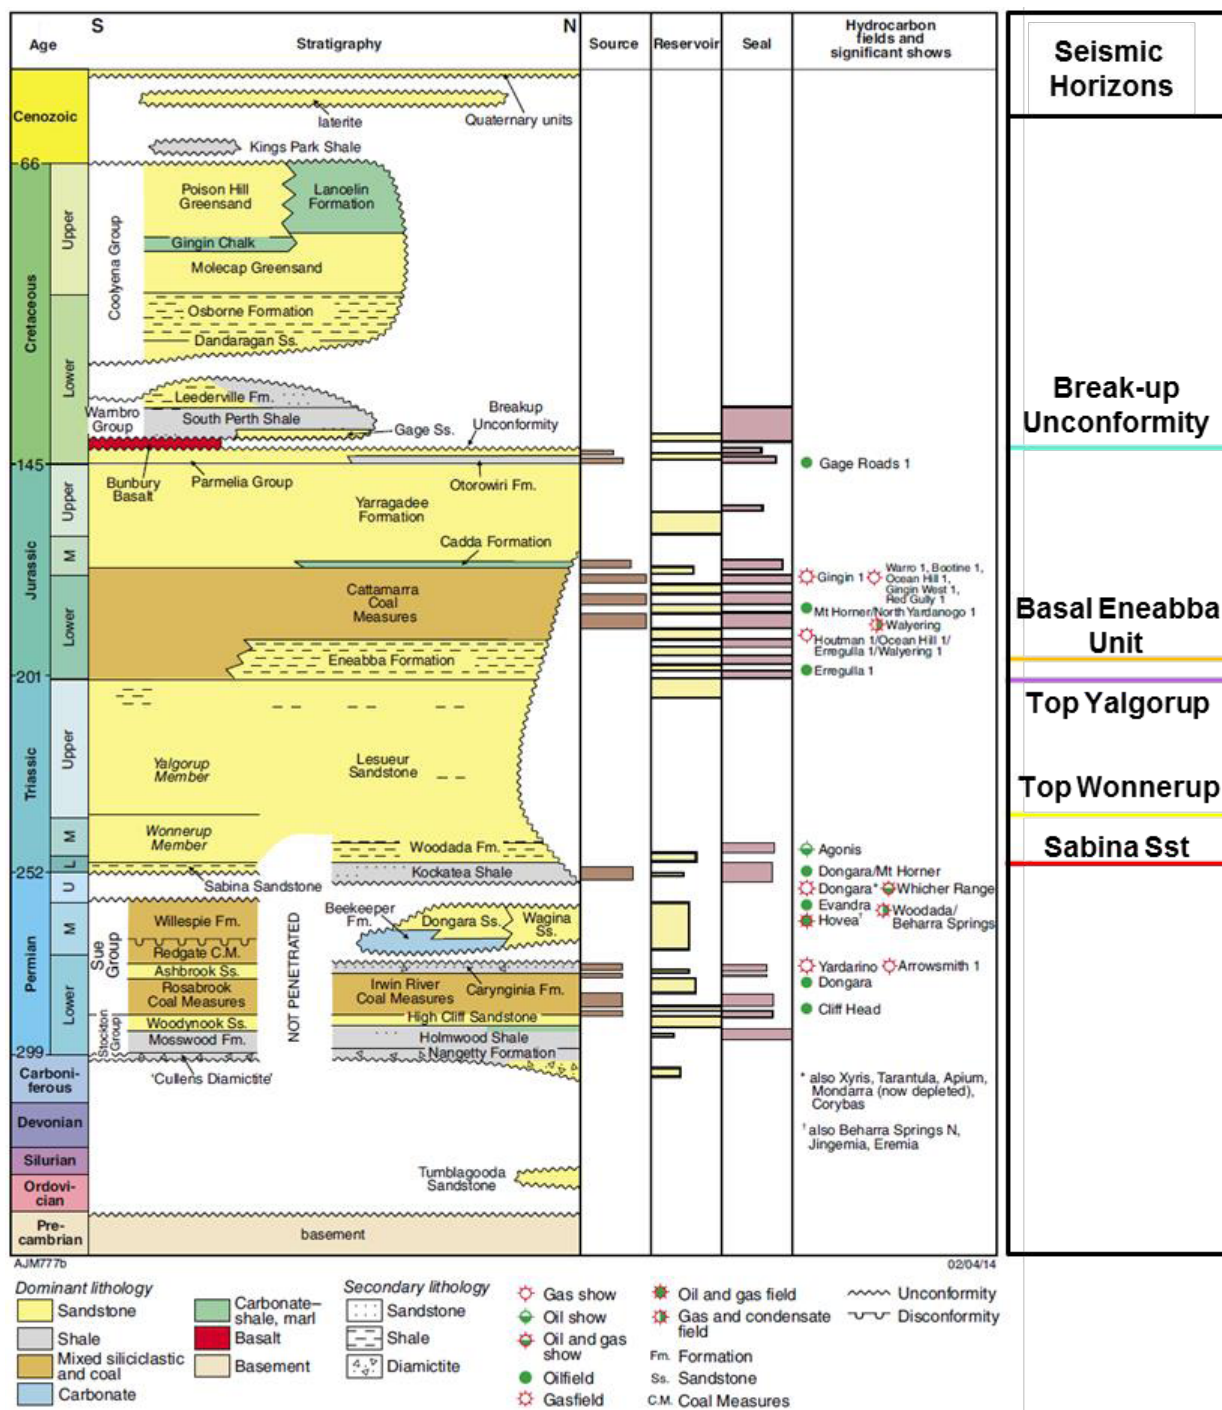 S
N
Age
Stratigraphy
Source
Reservoir
Seal
Hydrocarbon
fields and
significant shows
Seismic
Horizons
Cenozoic
laterite
Quaternary units
Kings Park Shale
66
Cretaceous
Upper
Lower
Coolyena Group
Poison Hill
Greensand
Lancelin
Formation
Gingin Chalk
Molecap Greensand
Osborne Formation
Dandaragan Ss.
Leederville Fm.
Warnbro
Group
South Perth Shale
Gage Ss.
Breakup
Unconformity
Break-up
Unconformity
145
Bunbury
Basalt
Parmelia Group
Otorowiri Fm.
Gage Roads 1
Jurassic
Upper
M
Lower
Yarragadee
Formation
Cadda Formation
Cattamarra
Coal
Measures
Eneabba Formation
Gingin 1
Warro 1, Bootine 1,
Ocean Hill 1,
Gingin West 1,
Red Gully 1
Mt Horner/North Yardanogo 1
Walyering
Houtman 1/Ocean Hill 1/
Erregulla 1/Walyering 1
Erregulla 1
Basal Eneabba
Unit
201
Top Yalgorup
Triassic
Upper
M
L
Yalgorup
Member
Lesueur
Sandstone
Wonnerup
Member
Woodada Fm.
Kockatea Shale
Sabina Sandstone
Top Wonnerup
Sabina Sst
Agonis
Dongara/Mt Horner
252
Permian
U
M
Lower
Dongara*
Whicher Range
Evandra
Hovea†
Woodada/
Beharra Springs
Sue
Group
Willespie Fm.
Redgate C.M.
Ashbrook Ss.
Rosabrook
Coal Measures
Stockton
Group
Woodynook Ss.
Mosswood Fm.
'Cullens Diamictite'
NOT PENETRATED
Beekeeper
Fm.
Dongara Ss.
Wagina
Ss.
Irwin River
Coal Measures
Carynginia Fm.
High Cliff Sandstone
Holmwood Shale
Nangetty Formation
Yardarino
Arrowsmith 1
Dongara
Cliff Head
299
Carboni-
ferous
Devonian
Silurian
Ordovi-
cian
Pre-
cambrian
Tumblagooda
Sandstone
basement
* also Xyris, Tarantula, Apium,
Mondarra (now depleted),
Corybas
† also Beharra Springs N,
Jingemia, Eremia
AJM777b
02/04/14
Dominant lithology
Sandstone
Shale
Mixed siliciclastic
and coal
Carbonate
Carbonate–
shale, marl
Basalt
Basement
Secondary lithology
Sandstone
Shale
Diamictite
Gas show
Oil show
Oil and gas
show
Oilfield
Gasfield
Oil and gas field
Gas and condensate
field
Fm. Formation
Ss. Sandstone
C.M. Coal Measures
Unconformity
Disconformity